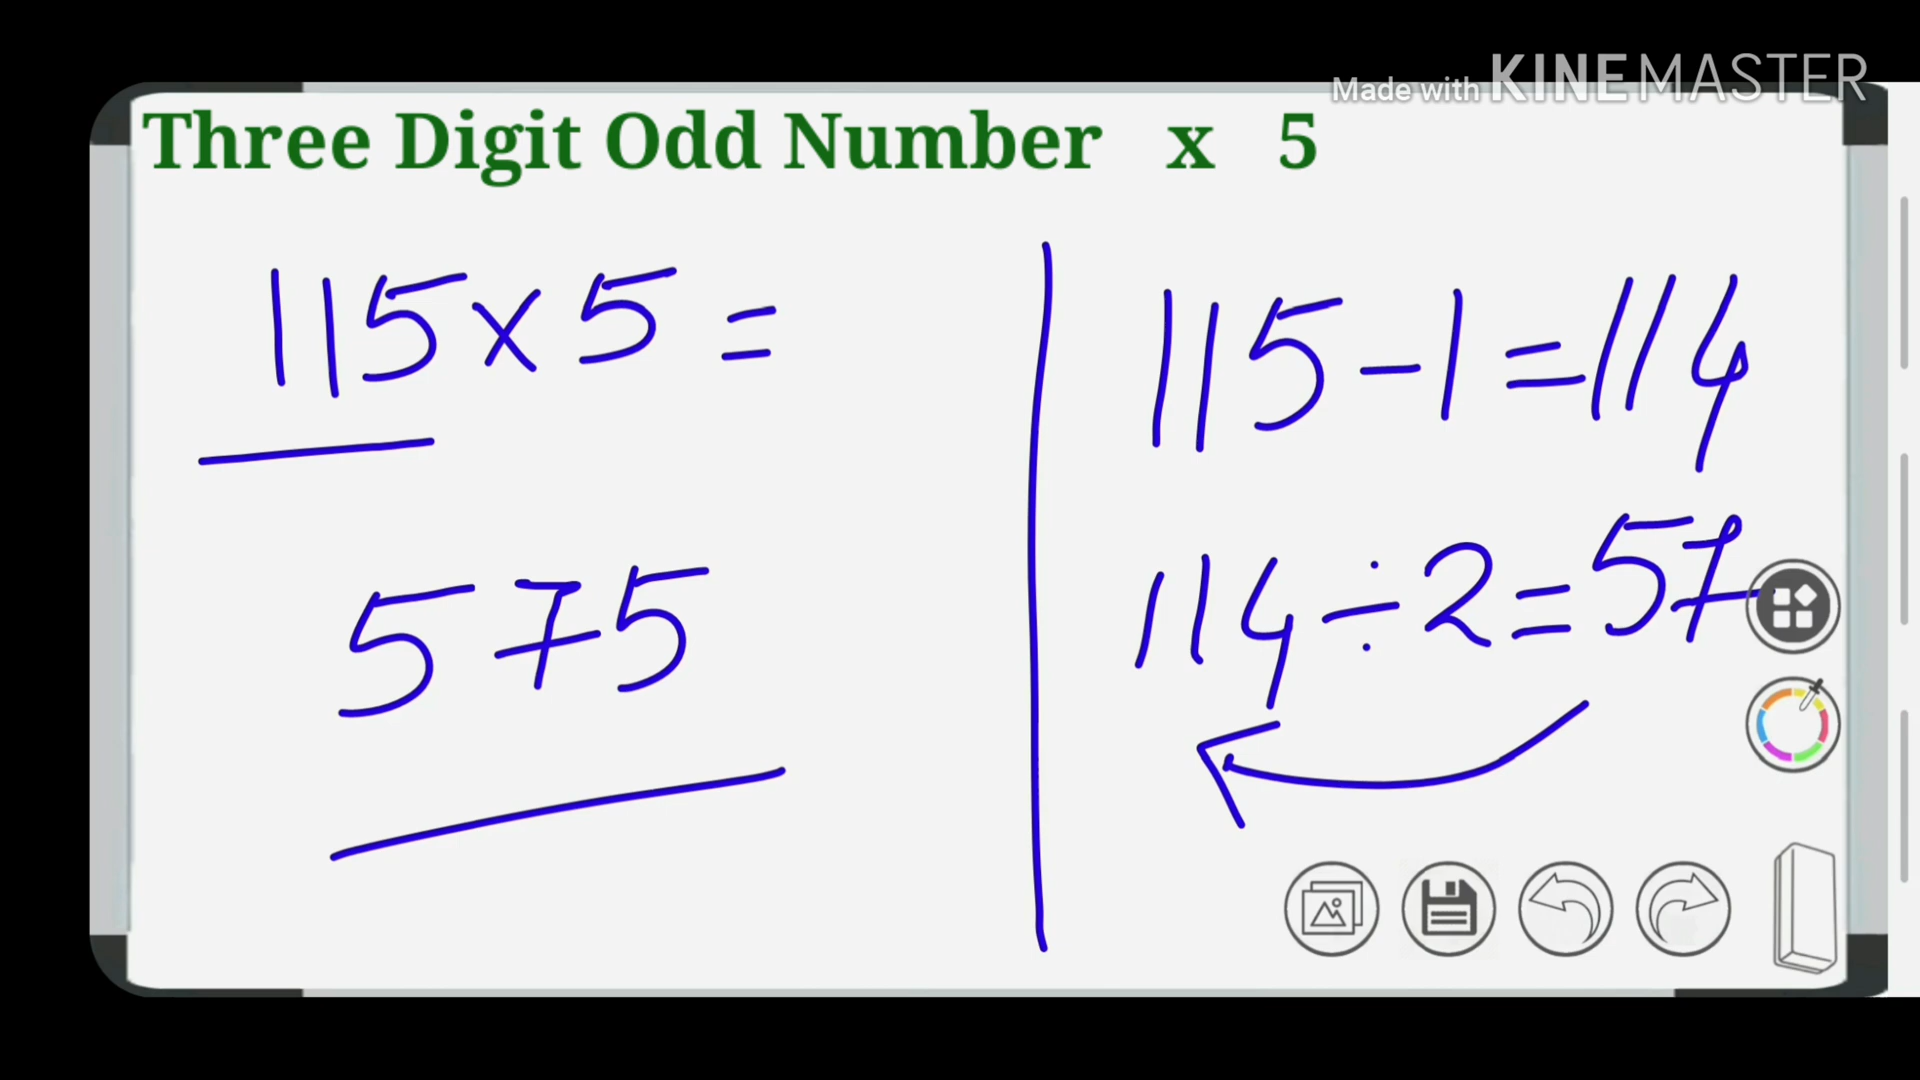 Made with KINEMASTER
Three Digit Odd Number x 5
115 x 5 =
575
115 - 1 = 114
114 ÷ 2 = 57